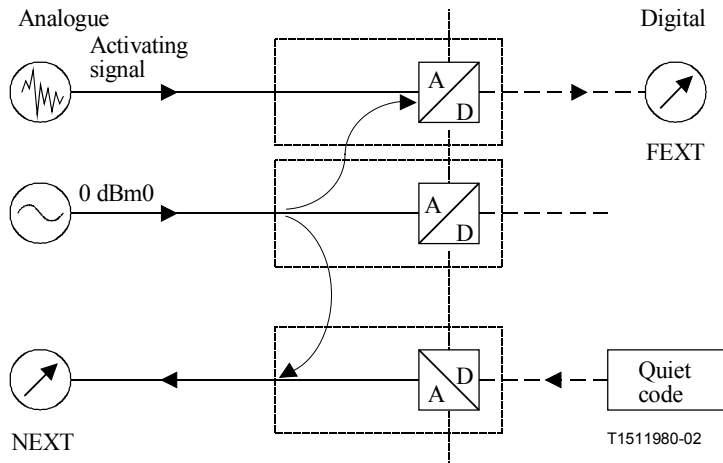 Analogue
Digital
Activating
signal
A
D
FEXT
0 dBm0
A
D
D
A
Quiet
code
NEXT
T1511980-02